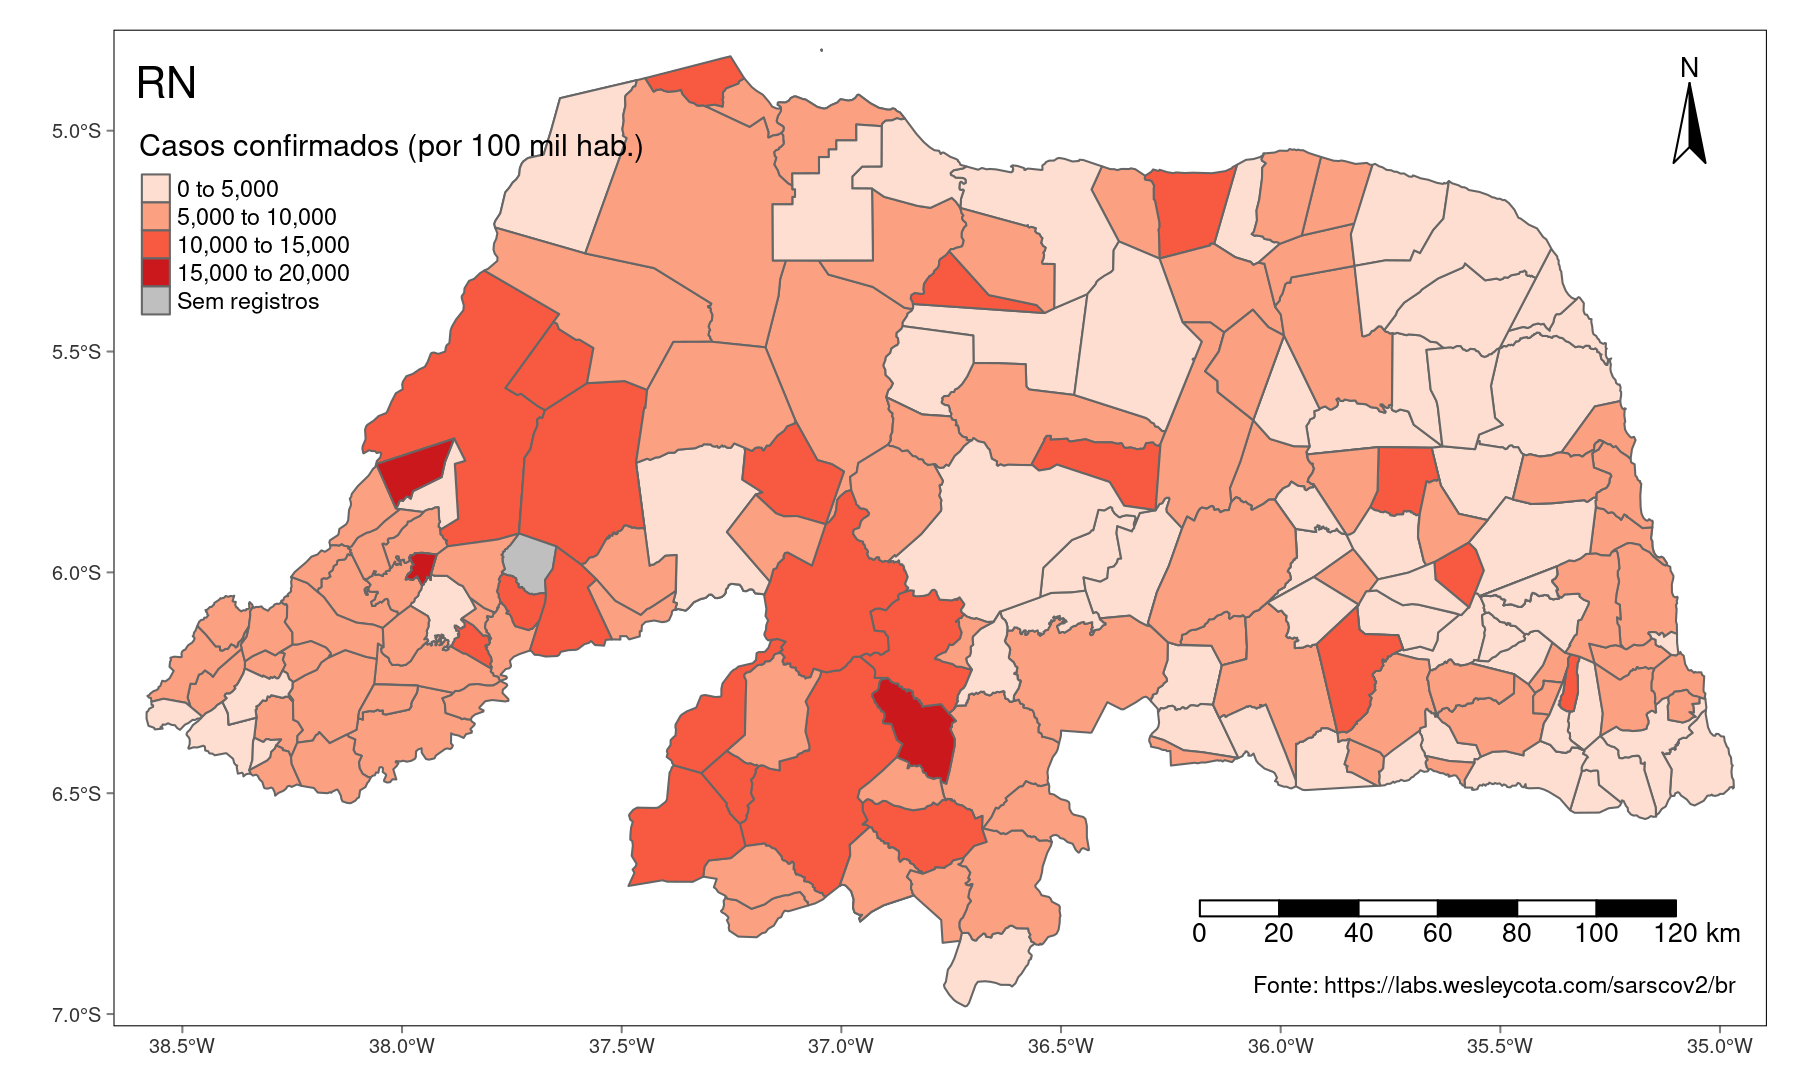 RN
N
Casos confirmados (por 100 mil hab.)
0 to 5,000
5,000 to 10,000
10,000 to 15,000
15,000 to 20,000
Sem registros
5.0°S
5.5°S
6.0°S
6.5°S
7.0°S
0 20 40 60 80 100 120 km
Fonte: https://labs.wesleycota.com/sarscov2/br
38.5°W 38.0°W 37.5°W 37.0°W 36.5°W 36.0°W 35.5°W 35.0°W